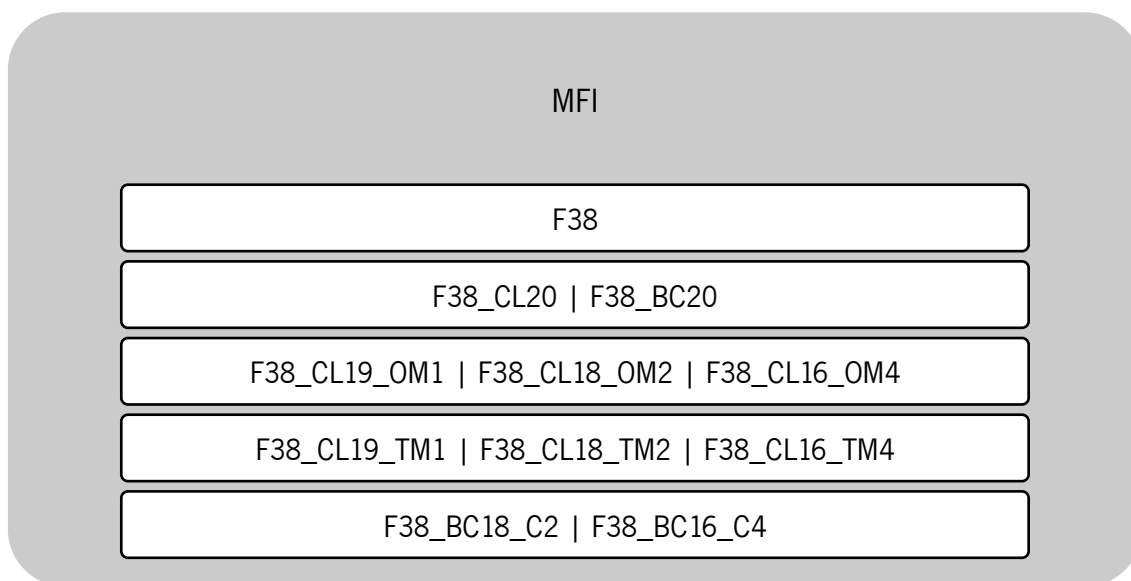 MFI
F38
F38_CL20 | F38_BC20
F38_CL19_OM1 | F38_CL18_OM2 | F38_CL16_OM4
F38_CL19_TM1 | F38_CL18_TM2 | F38_CL16_TM4
F38_BC18_C2 | F38_BC16_C4